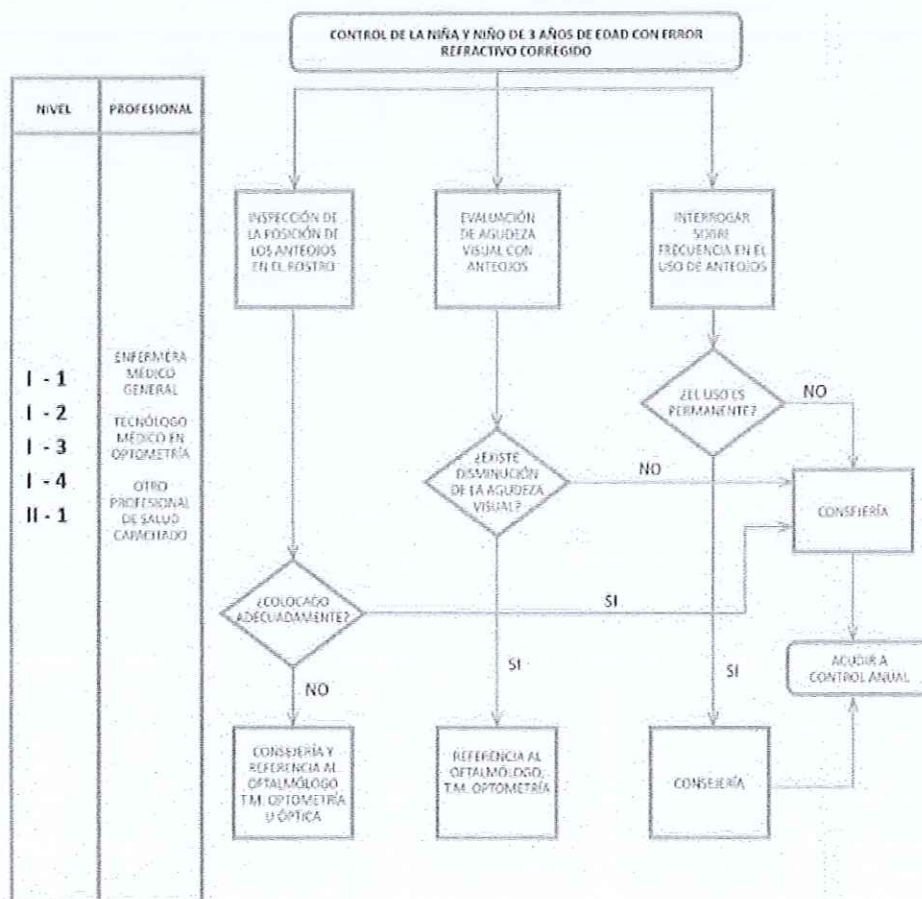 CONTROL DE LA NIÑA Y NIÑO DE 3 AÑOS DE EDAD CON ERROR
REFRACTIVO CORREGIDO
NIVEL
PROFESIONAL
I - 1
I - 2
I - 3
I - 4
II - 1
ENFERMERA
MÉDICO
GENERAL
TECNÓLOGO
MÉDICO EN
OPTOMETRÍA
OTRO
PROFESIONAL
DE SALUD
CAPACITADO
INSPECCIÓN DE
LA POSICIÓN DE
LOS ANTEOJOS
EN EL ROSTRO
EVALUACIÓN
DE AGUDEZA
VISUAL CON
ANTEOJOS
INTERROGAR
SOBRE
FRECUENCIA EN EL
USO DE ANTEOJOS
¿EL USO ES
PERMANENTE?
NO
¿EXISTE
DISMINUCIÓN
DE LA AGUDEZA
VISUAL?
NO
CONSEJERÍA
¿COLOCADO
ADECUADAMENTE?
SI
ACUDIR A
CONTROL ANUAL
NO
SI
SI
CONSEJERÍA Y
REFERENCIA AL
OFTALMÓLOGO
T.M. OPTOMETRÍA
U ÓPTICA
REFERENCIA AL
OFTALMÓLOGO,
T.M. OPTOMETRÍA
CONSEJERÍA